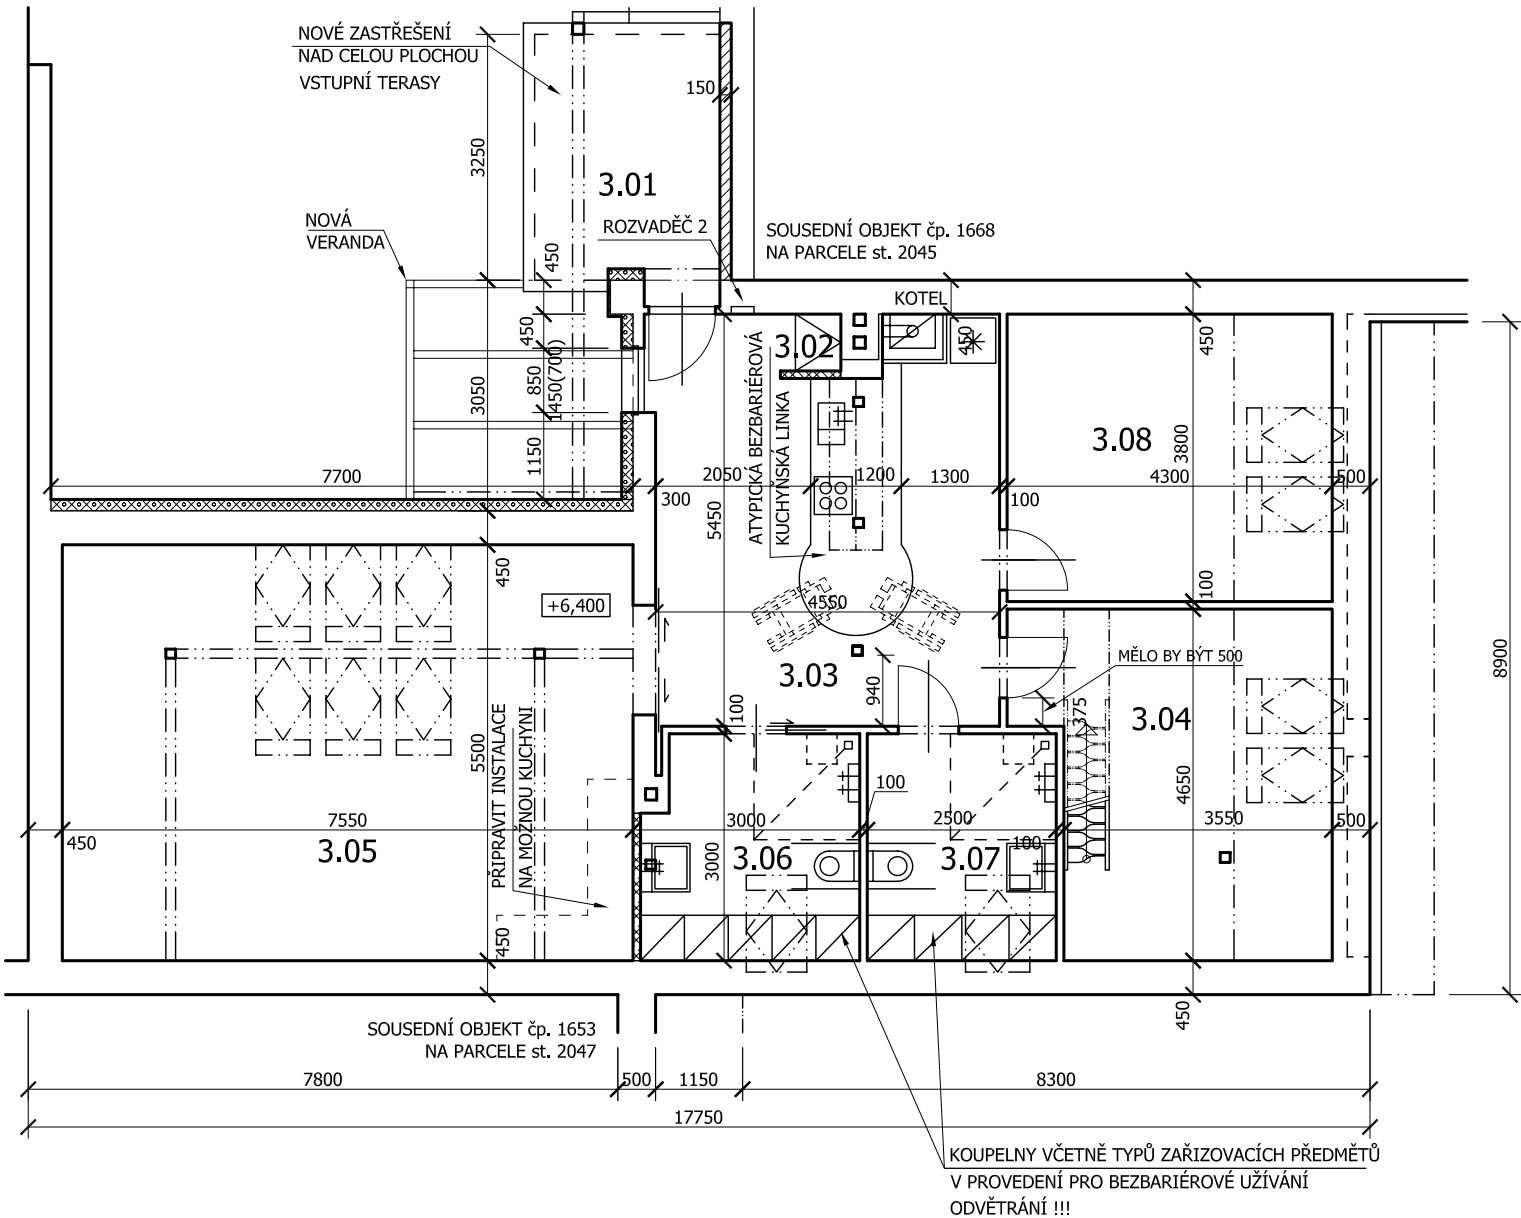 NOVÉ ZASTŘEŠENÍ
NAD CELOU PLOCHOU
VSTUPNÍ TERASY
150
3250
3.01
NOVÁ
VERANDA
ROZVADĚČ 2
SOUSEDNÍ OBJEKT čp. 1668
NA PARCELE st. 2045
450
KOTEL
450
450
450
3.02
850
1450(700)
3050
1150
ATYPICKÁ BEZBARIÉROVÁ
KUCHYŇSKÁ LINKA
3.08
3800
7700
300
2050
1200
1300
100
4300
500
5450
450
100
+6,400
4550
3.03
940
MĚLO BY BÝT 500
375
3.04
8900
100
5500
PŘIPRAVIT INSTALACE
NA MOŽNOU KUCHYNI
4650
450
7550
3.05
3000
3.06
3000
100
2500
3.07
100
3550
500
450
450
SOUSEDNÍ OBJEKT čp. 1653
NA PARCELE st. 2047
7800
500
1150
8300
17750
KOUPELNY VČETNĚ TYPŮ ZAŘIZOVACÍCH PŘEDMĚTŮ
V PROVEDENÍ PRO BEZBARIÉROVÉ UŽÍVÁNÍ
ODVĚTRÁNÍ !!!